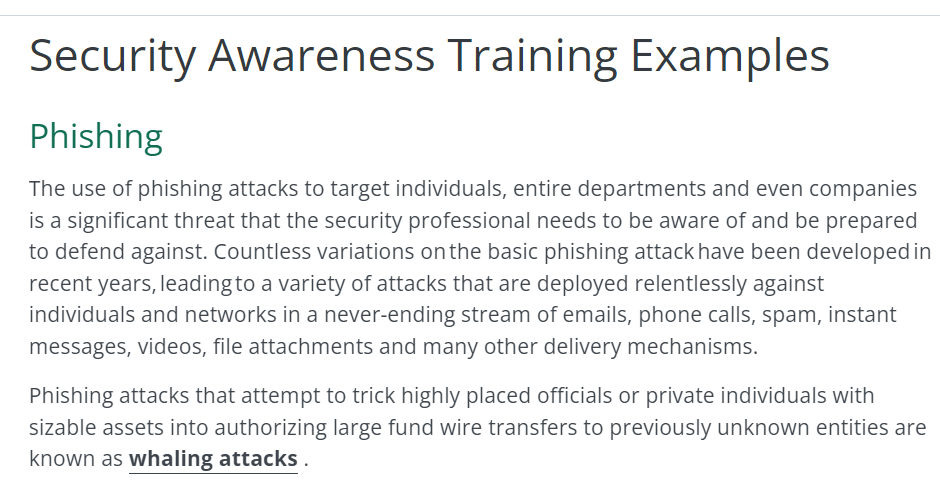 Security Awareness Training Examples
Phishing
The use of phishing attacks to target individuals, entire departments and even companies
is a significant threat that the security professional needs to be aware of and be prepared
to defend against. Countless variations on the basic phishing attack have been developed in
recent years, leading to a variety of attacks that are deployed relentlessly against
individuals and networks in a never-ending stream of emails, phone calls, spam, instant
messages, videos, file attachments and many other delivery mechanisms.
Phishing attacks that attempt to trick highly placed officials or private individuals with
sizable assets into authorizing large fund wire transfers to previously unknown entities are
known as whaling attacks .